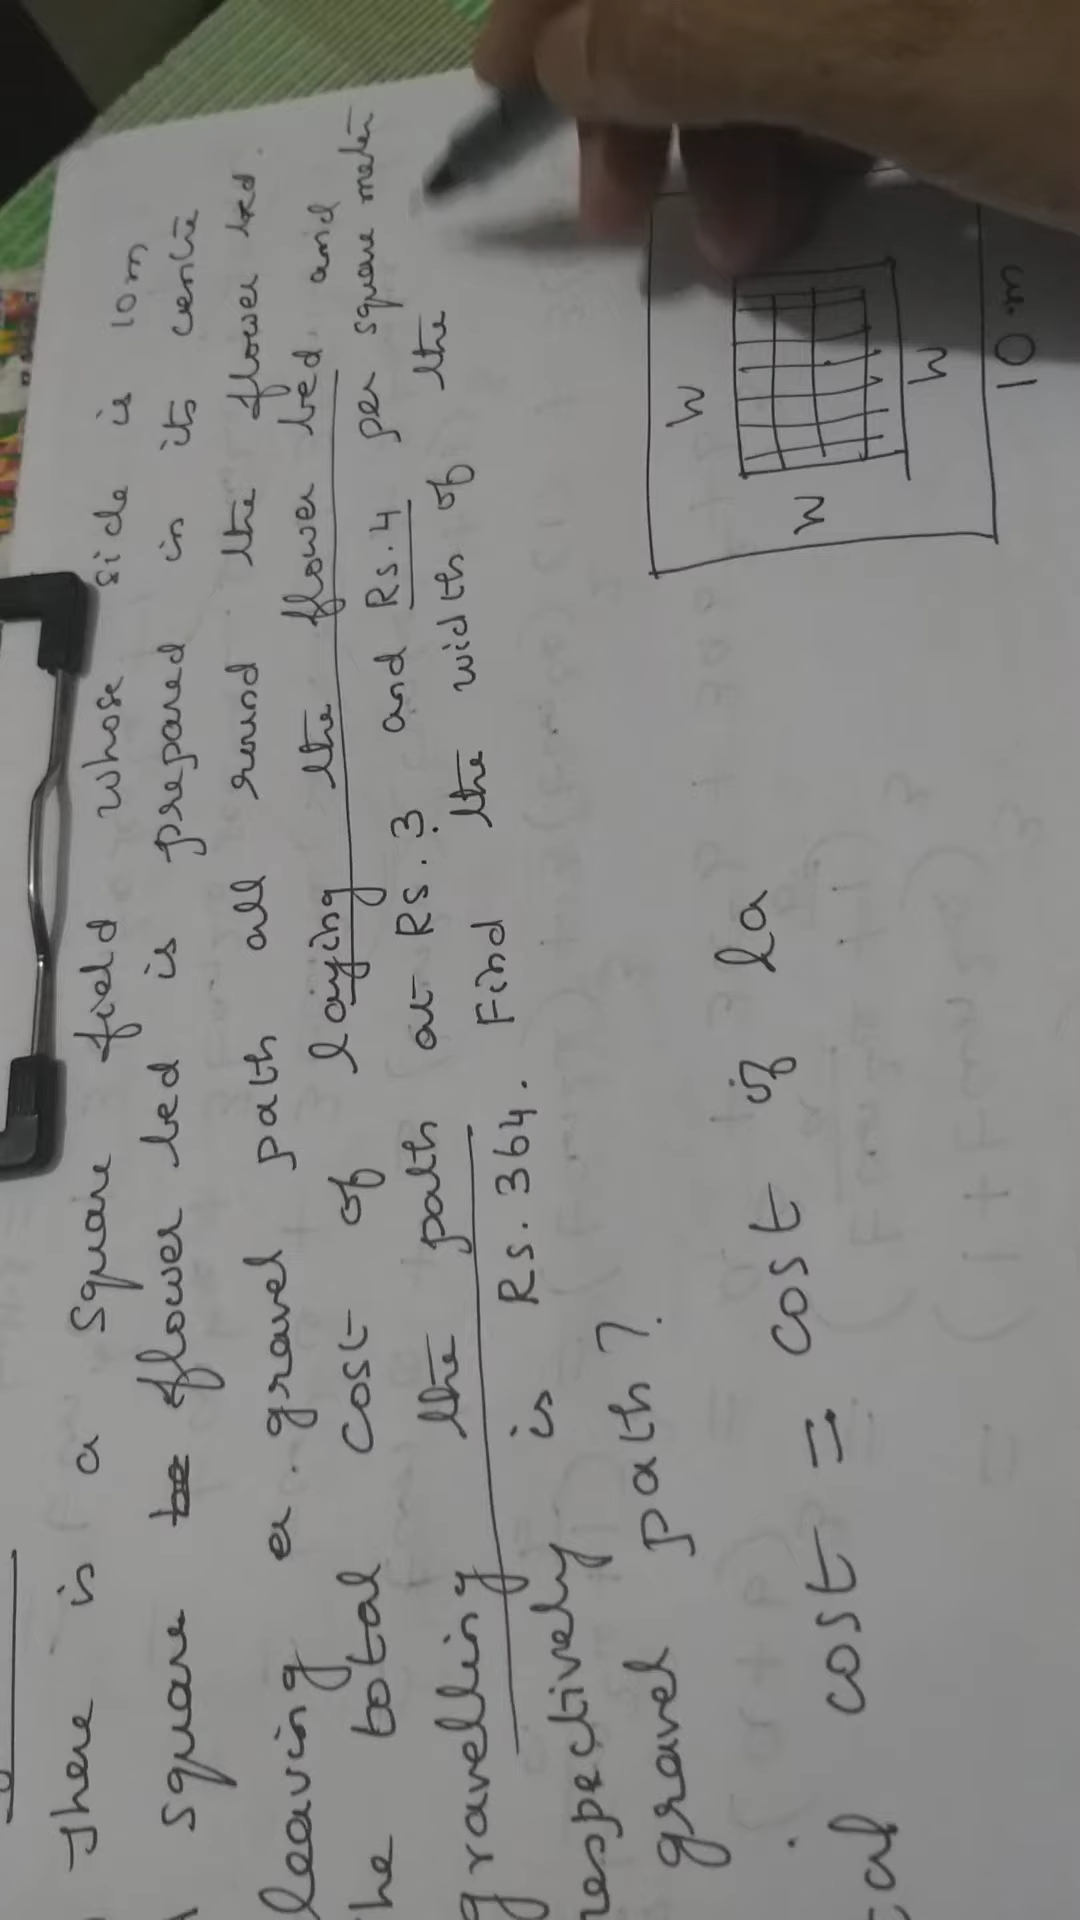 There is a square field whose side is 10m
A square flower bed is prepared in its centre
leaving a gravel path all round the flower bed.
The total cost of laying the flower bed and
gravelling the path at Rs.3 and Rs.4 per square meter
respectively is Rs.364. Find the width of the
gravel path?
cost = cost of la
W
W
W
10 m